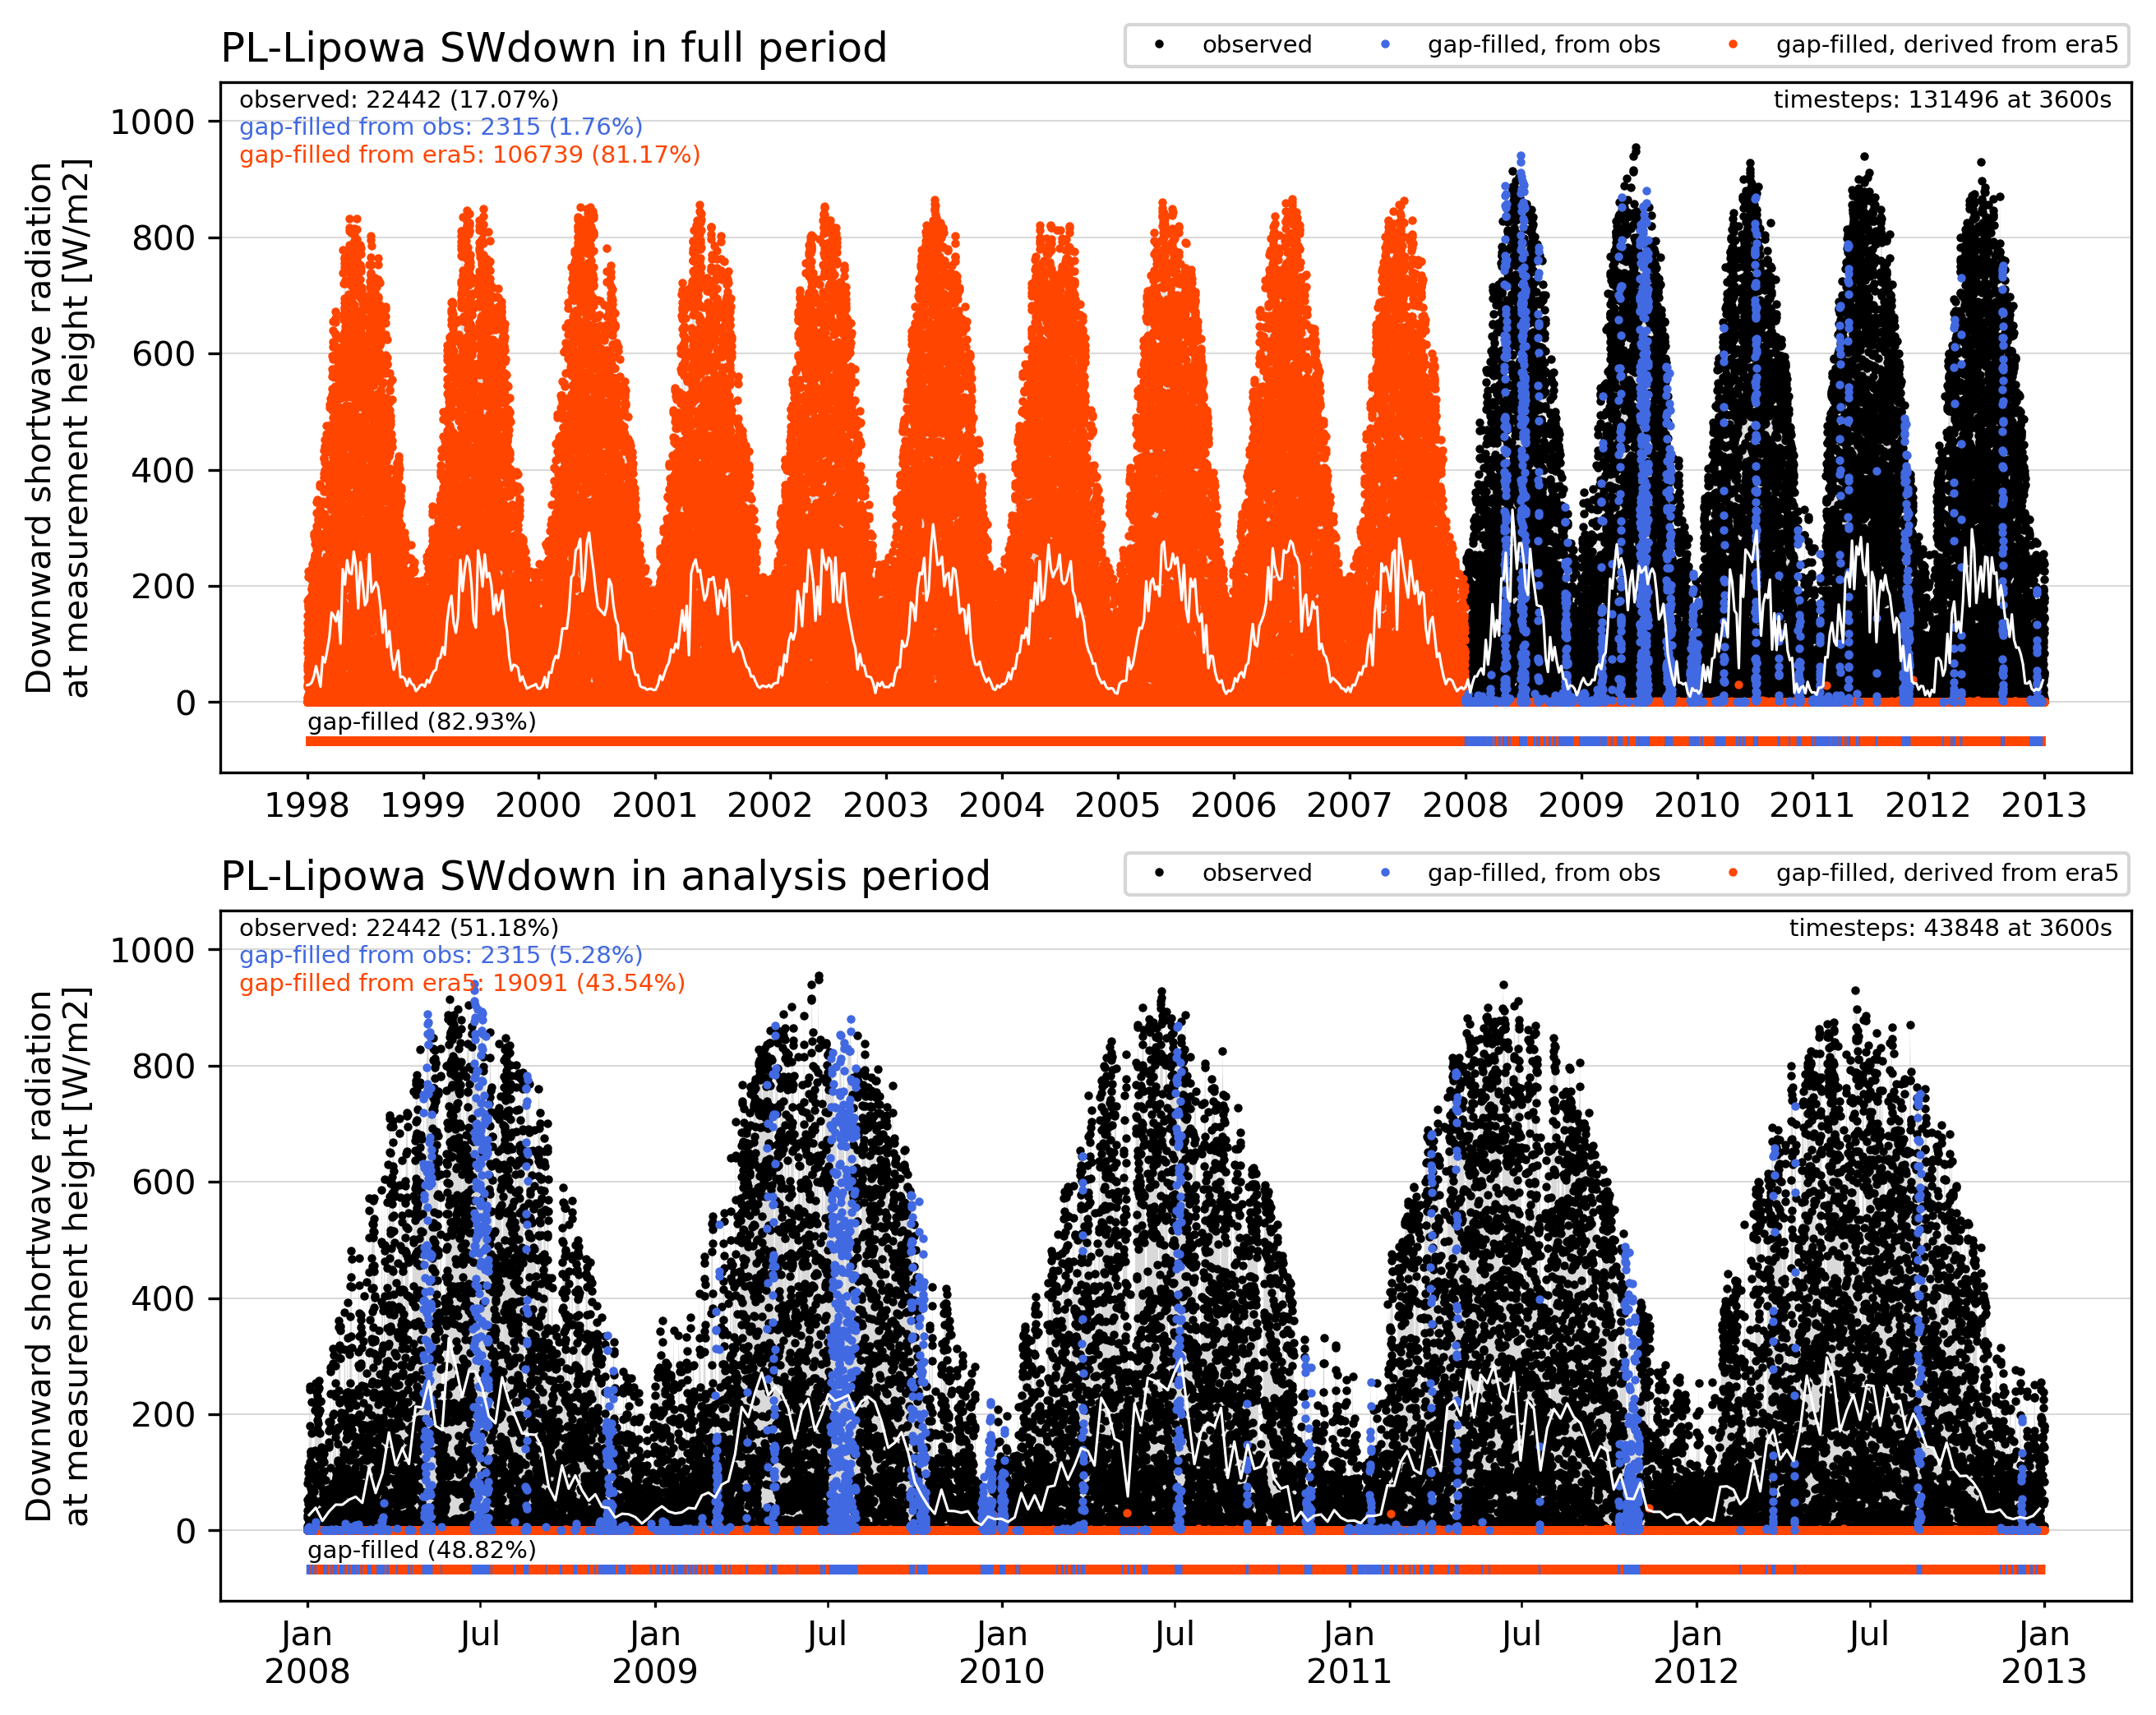 PL-Lipowa SWdown in full period
observed
gap-filled, from obs
gap-filled, derived from era5
observed: 22442 (17.07%)
gap-filled from obs: 2315 (1.76%)
gap-filled from era5: 106739 (81.17%)
timesteps: 131496 at 3600s
Downward shortwave radiation
at measurement height [W/m2]
1000
800
600
400
200
0
gap-filled (82.93%)
1998 1999 2000 2001 2002 2003 2004 2005 2006 2007 2008 2009 2010 2011 2012 2013
PL-Lipowa SWdown in analysis period
observed
gap-filled, from obs
gap-filled, derived from era5
observed: 22442 (51.18%)
gap-filled from obs: 2315 (5.28%)
gap-filled from era5: 19091 (43.54%)
timesteps: 43848 at 3600s
Downward shortwave radiation
at measurement height [W/m2]
1000
800
600
400
200
0
gap-filled (48.82%)
Jan Jul Jan Jul Jan Jul Jan Jul Jan Jul Jan
2008 2009 2010 2011 2012 2013